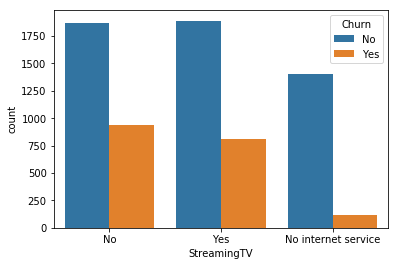 Churn
No
Yes
1750
1500
1250
1000
750
500
250
0
count
No Yes No internet service
StreamingTV